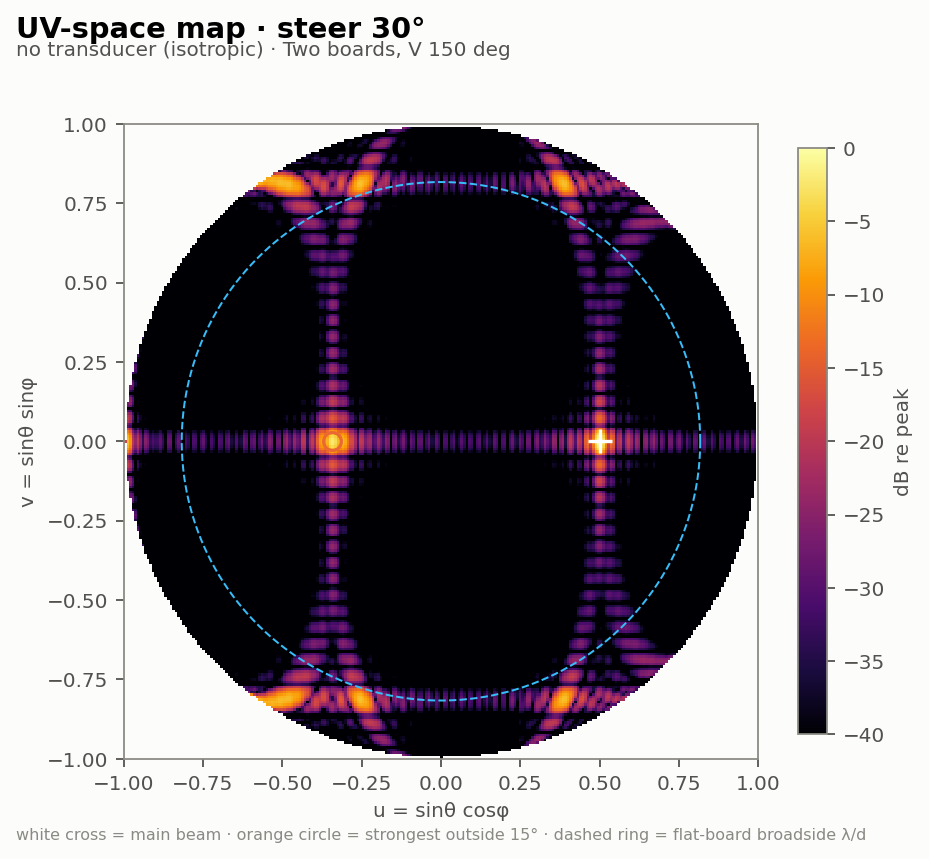 UV-space map · steer 30°
no transducer (isotropic) · Two boards, V 150 deg
1.00
0.75
0.50
0.25
0.00
−0.25
−0.50
−0.75
−1.00
v = sinθ sinφ
−1.00 −0.75 −0.50 −0.25 0.00 0.25 0.50 0.75 1.00
u = sinθ cosφ
0
−5
−10
−15
−20
−25
−30
−35
−40
dB re peak
white cross = main beam · orange circle = strongest outside 15° · dashed ring = flat-board broadside λ/d